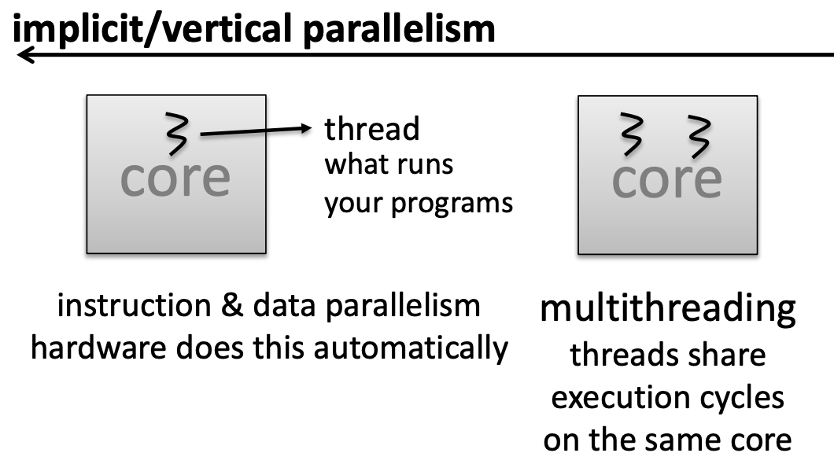 implicit/vertical parallelism
core
thread
what runs
your programs
core
instruction & data parallelism
hardware does this automatically
multithreading
threads share
execution cycles
on the same core